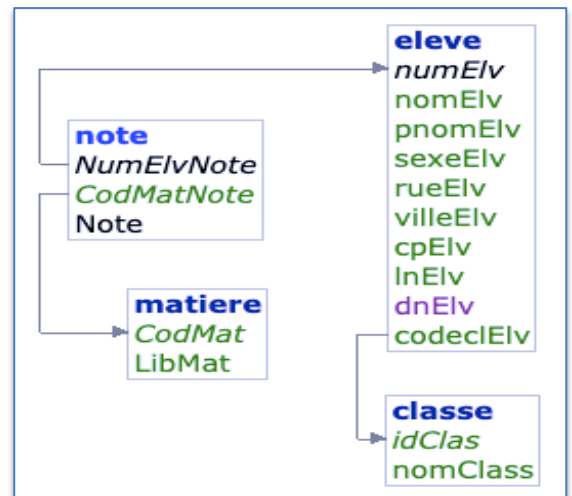 eleve
numElv
nomElv
pnomElv
sexeElv
rueElv
villeElv
cpElv
lnElv
dnElv
codeclElv
note
NumElvNote
CodMatNote
Note
matiere
CodMat
LibMat
classe
idClas
nomClass